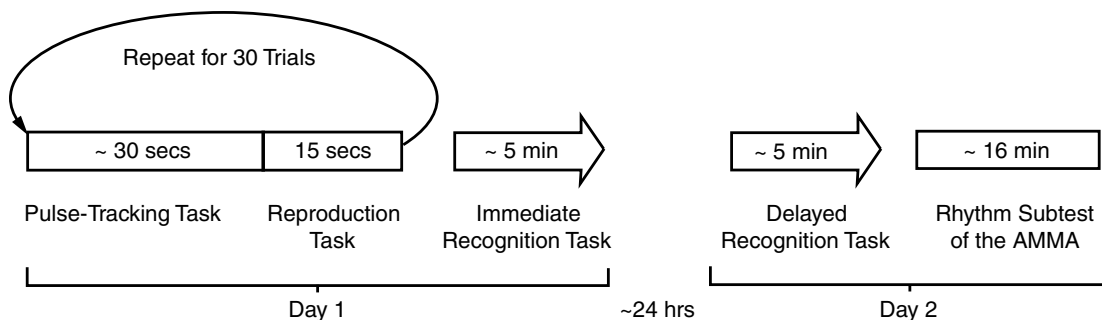 Repeat for 30 Trials
~ 30 secs
15 secs
~ 5 min
~ 5 min
~ 16 min
Pulse-Tracking Task
Reproduction
Task
Immediate
Recognition Task
Delayed
Recognition Task
Rhythm Subtest
of the AMMA
Day 1
~24 hrs
Day 2